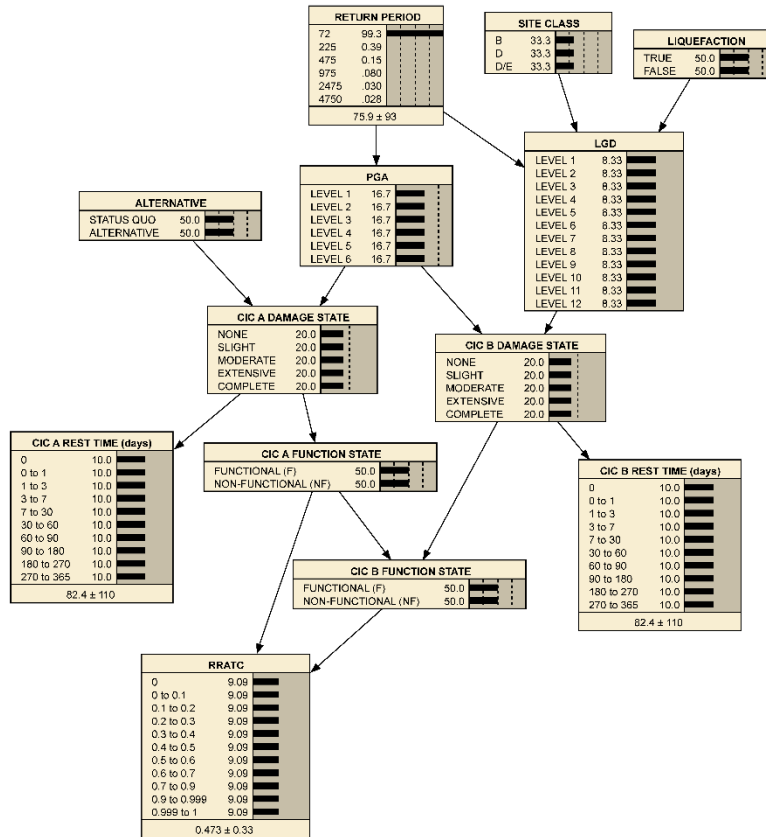 RETURN PERIOD
72 99.3
225 0.39
475 0.15
975 .080
2475 .030
4750 .028
75.9 ± 93
SITE CLASS
B 33.3
D 33.3
D/E 33.3
LIQUEFACTION
TRUE 50.0
FALSE 50.0
LGD
LEVEL 1 8.33
LEVEL 2 8.33
LEVEL 3 8.33
LEVEL 4 8.33
LEVEL 5 8.33
LEVEL 6 8.33
LEVEL 7 8.33
LEVEL 8 8.33
LEVEL 9 8.33
LEVEL 10 8.33
LEVEL 11 8.33
LEVEL 12 8.33
PGA
LEVEL 1 16.7
LEVEL 2 16.7
LEVEL 3 16.7
LEVEL 4 16.7
LEVEL 5 16.7
LEVEL 6 16.7
ALTERNATIVE
STATUS QUO 50.0
ALTERNATIVE 50.0
CIC A DAMAGE STATE
NONE 20.0
SLIGHT 20.0
MODERATE 20.0
EXTENSIVE 20.0
COMPLETE 20.0
CIC B DAMAGE STATE
NONE 20.0
SLIGHT 20.0
MODERATE 20.0
EXTENSIVE 20.0
COMPLETE 20.0
CIC A REST TIME (days)
0 10.0
0 to 1 10.0
1 to 3 10.0
3 to 7 10.0
7 to 30 10.0
30 to 60 10.0
60 to 90 10.0
90 to 180 10.0
180 to 270 10.0
270 to 365 10.0
82.4 ± 110
CIC A FUNCTION STATE
FUNCTIONAL (F) 50.0
NON-FUNCTIONAL (NF) 50.0
CIC B REST TIME (days)
0 10.0
0 to 1 10.0
1 to 3 10.0
3 to 7 10.0
7 to 30 10.0
30 to 60 10.0
60 to 90 10.0
90 to 180 10.0
180 to 270 10.0
270 to 365 10.0
82.4 ± 110
CIC B FUNCTION STATE
FUNCTIONAL (F) 50.0
NON-FUNCTIONAL (NF) 50.0
RRATC
0 9.09
0 to 0.1 9.09
0.1 to 0.2 9.09
0.2 to 0.3 9.09
0.3 to 0.4 9.09
0.4 to 0.5 9.09
0.5 to 0.6 9.09
0.6 to 0.7 9.09
0.7 to 0.9 9.09
0.9 to 0.999 9.09
0.999 to 1 9.09
0.473 ± 0.33